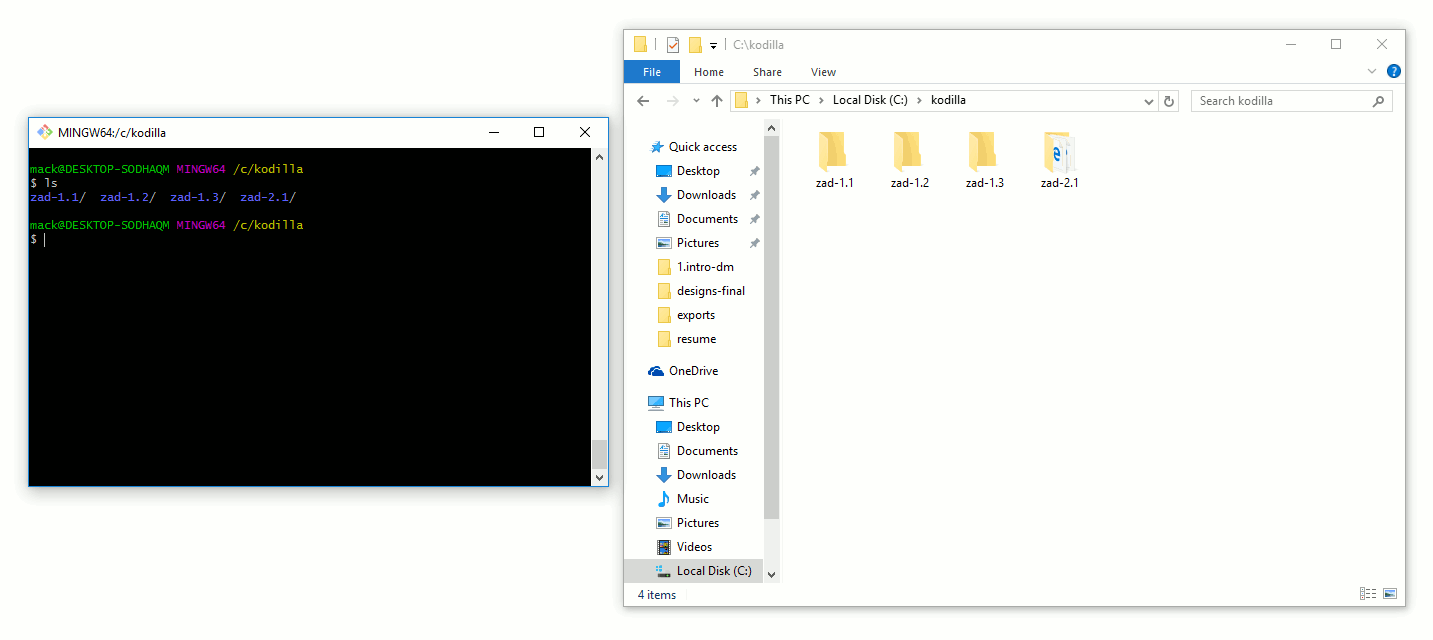 MINGW64:/c/kodilla
mack@DESKTOP-SODHAQM MINGW64 /c/kodilla
$ ls
zad-1.1/ zad-1.2/ zad-1.3/ zad-2.1/
mack@DESKTOP-SODHAQM MINGW64 /c/kodilla
$
C:\kodilla
File Home Share View
This PC Local Disk (C:) kodilla
Search kodilla
Quick access
Desktop
Downloads
Documents
Pictures
1.intro-dm
designs-final
exports
resume
OneDrive
This PC
Desktop
Documents
Downloads
Music
Pictures
Videos
Local Disk (C:)
zad-1.1 zad-1.2 zad-1.3 zad-2.1
4 items